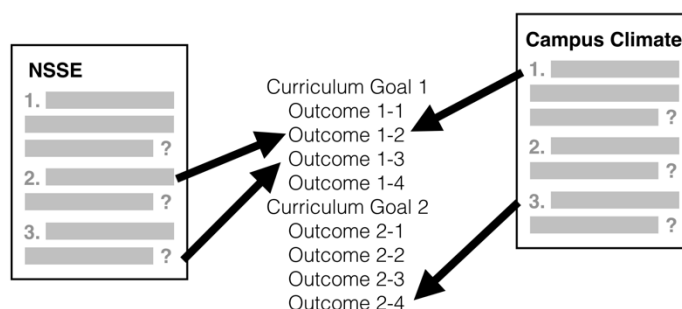 NSSE
1.
?
2.
?
3.
?
Curriculum Goal 1
Outcome 1-1
Outcome 1-2
Outcome 1-3
Outcome 1-4
Curriculum Goal 2
Outcome 2-1
Outcome 2-2
Outcome 2-3
Outcome 2-4
Campus Climate
1.
?
2.
?
3.
?